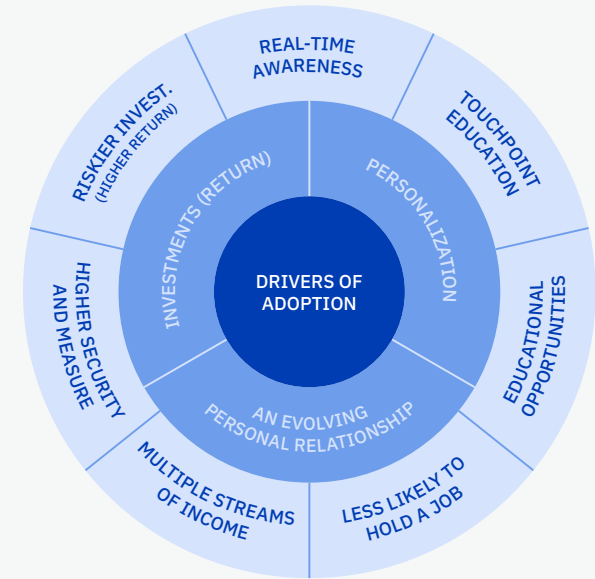 REAL-TIME
AWARENESS
TOUCHPOINT
EDUCATION
EDUCATIONAL
OPPORTUNITIES
LESS LIKELY TO
HOLD A JOB
MULTIPLE STREAMS
OF INCOME
HIGHER SECURITY
AND MEASURE
RISKIER INVEST.
(HIGHER RETURN)
INVESTMENTS (RETURN)
PERSONALIZATION
AN EVOLVING
PERSONAL RELATIONSHIP
DRIVERS OF
ADOPTION